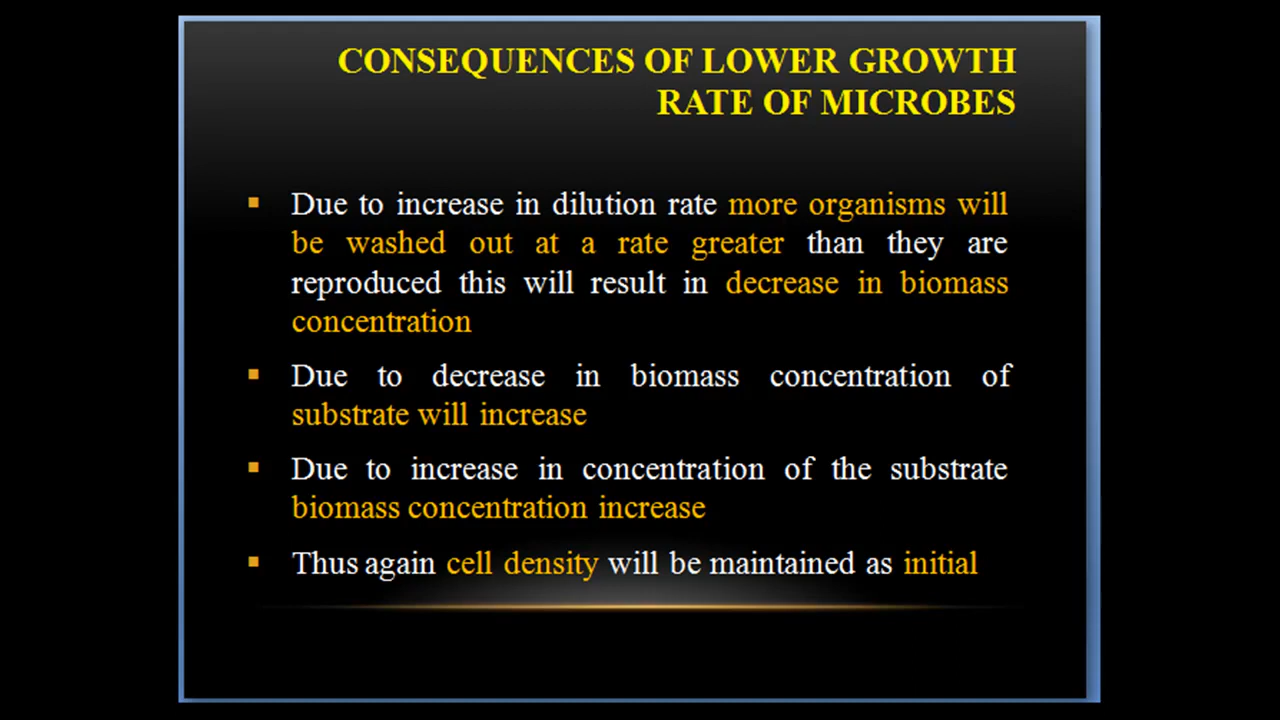 CONSEQUENCES OF LOWER GROWTH
RATE OF MICROBES
Due to increase in dilution rate more organisms will
be washed out at a rate greater than they are
reproduced this will result in decrease in biomass
concentration
Due to decrease in biomass concentration of
substrate will increase
Due to increase in concentration of the substrate
biomass concentration increase
Thus again cell density will be maintained as initial